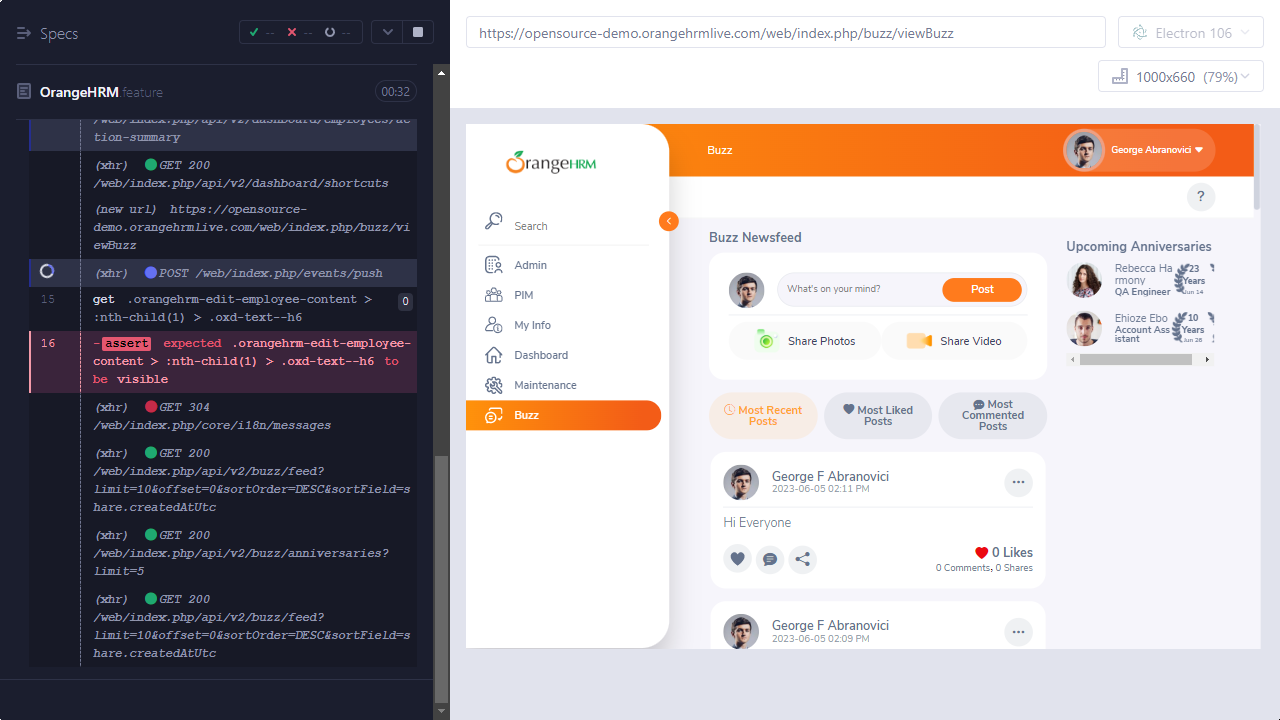 Specs
--
--
--
OrangeHRM.feature
00:32
/web/index.php/api/v2/dashboard/employees/ac
tion-summary
(xhr) GET 200
/web/index.php/api/v2/dashboard/shortcuts
(new url) https://opensource-
demo.orangehrmlive.com/web/index.php/buzz/vi
ewBuzz
(xhr) POST /web/index.php/events/push
15 get .orangehrm-edit-employee-content > 0
:nth-child(1) > .oxd-text--h6
16 -assert expected .orangehrm-edit-employee-
content > :nth-child(1) > .oxd-text--h6 to
be visible
(xhr) GET 304
/web/index.php/core/i18n/messages
(xhr) GET 200
/web/index.php/api/v2/buzz/feed?
limit=10&offset=0&sortOrder=DESC&sortField=s
hare.createdAtUtc
(xhr) GET 200
/web/index.php/api/v2/buzz/anniversaries?
limit=5
(xhr) GET 200
/web/index.php/api/v2/buzz/feed?
limit=10&offset=0&sortOrder=DESC&sortField=s
hare.createdAtUtc
https://opensource-demo.orangehrmlive.com/web/index.php/buzz/viewBuzz
Electron 106
1000x660 (79%)
OrangeHRM
Search
Admin
PIM
My Info
Dashboard
Maintenance
Buzz
Buzz
George Abranovici
?
Buzz Newsfeed
What's on your mind?
Post
Share Photos
Share Video
Most Recent
Posts
Most Liked
Posts
Most
Commented
Posts
George F Abranovici
2023-06-05 02:11 PM
Hi Everyone
0 Likes
0 Comments, 0 Shares
George F Abranovici
2023-06-05 02:09 PM
Upcoming Anniversaries
Rebecca Ha
rmony
QA Engineer
23
Years
Jun 14
Ehioze Ebo
Account Ass
istant
10
Years
Jun 28